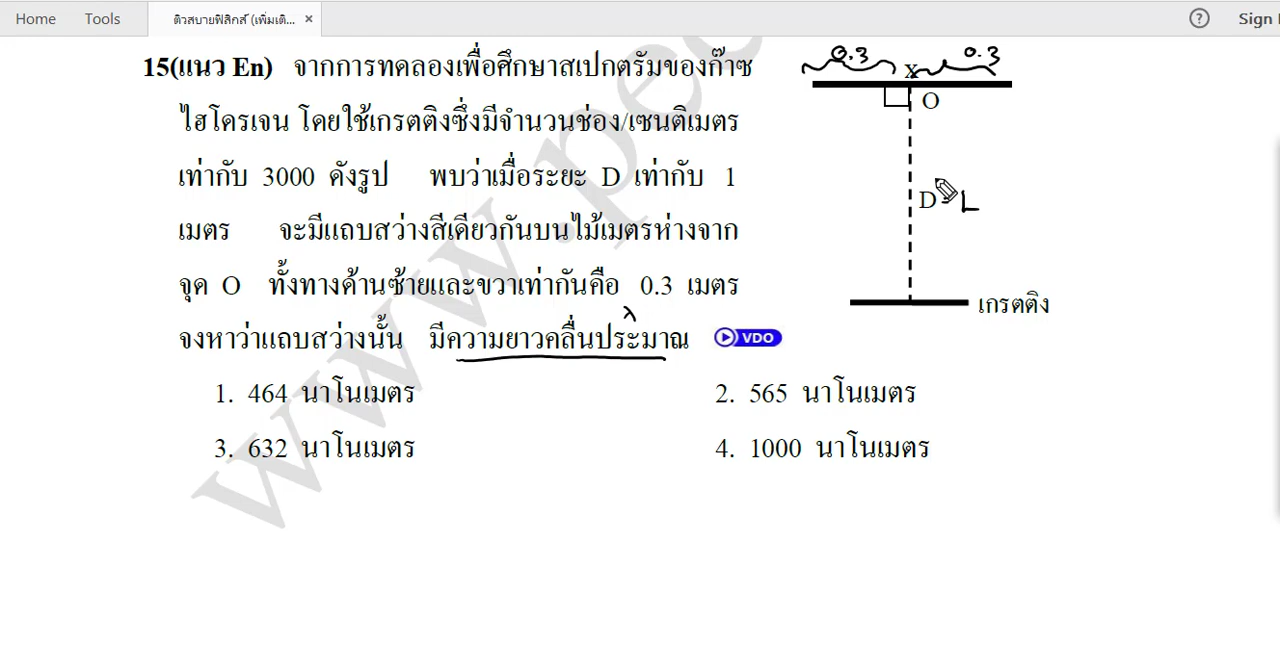 Home Tools ติวสบายฟิสิกส์ (เพิ่มเติ... × ? Sign
15(แนว En) จากการทดลองเพื่อศึกษาสเปกตรัมของก๊าซ
ไฮโดรเจน โดยใช้เกรตติงซึ่งมีจำนวนช่อง/เซนติเมตร
เท่ากับ 3000 ดังรูป พบว่าเมื่อระยะ D เท่ากับ 1
เมตร จะมีแถบสว่างสีเดียวกันบนไม้เมตรห่างจาก
จุด O ทั้งทางด้านซ้ายและขวาเท่ากันคือ 0.3 เมตร
λ
จงหาว่าแถบสว่างนั้น มีความยาวคลื่นประมาณ VDO
1. 464 นาโนเมตร 2. 565 นาโนเมตร
3. 632 นาโนเมตร 4. 1000 นาโนเมตร
0.3 x 0.3
O
D L
เกรตติง